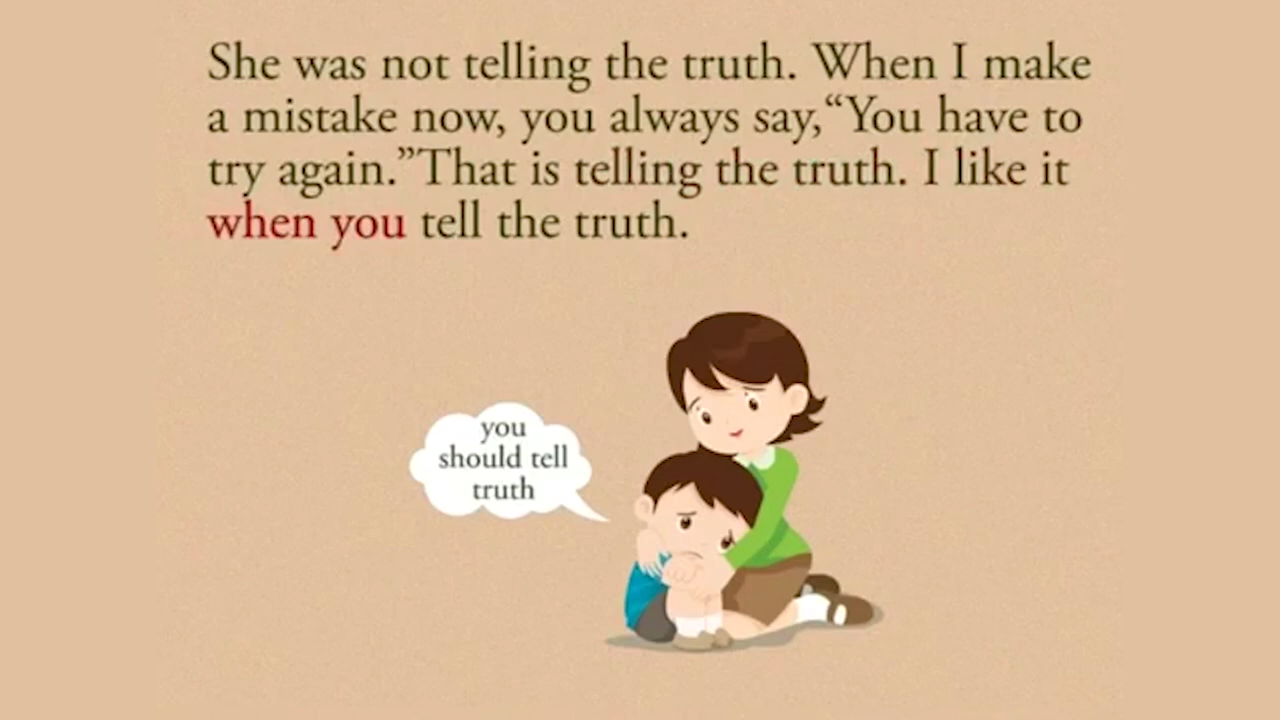 She was not telling the truth. When I make
a mistake now, you always say,“You have to
try again.”That is telling the truth. I like it
when you tell the truth.
you
should tell
truth